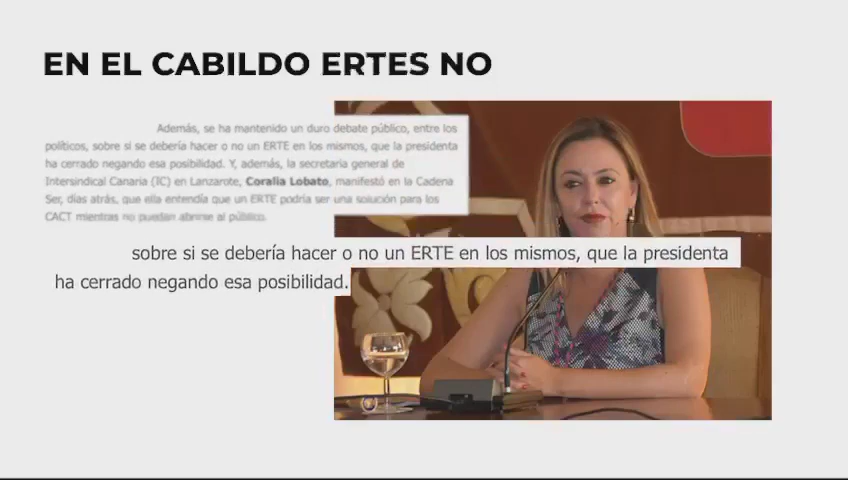 EN EL CABILDO ERTES NO
Además, se ha mantenido un duro debate público, entre los
políticos, sobre si se debería hacer o no un ERTE en los mismos, que la presidenta
ha cerrado negando esa posibilidad. Y, además, la secretaria general de
Intersindical Canaria (IC) en Lanzarote, Coralia Lobato, manifestó en la Cadena
Ser, días atrás, que ella entendía que un ERTE podría ser una solución para los
CACT mientras no puedan abrirse al público.
sobre si se debería hacer o no un ERTE en los mismos, que la presidenta
ha cerrado negando esa posibilidad.